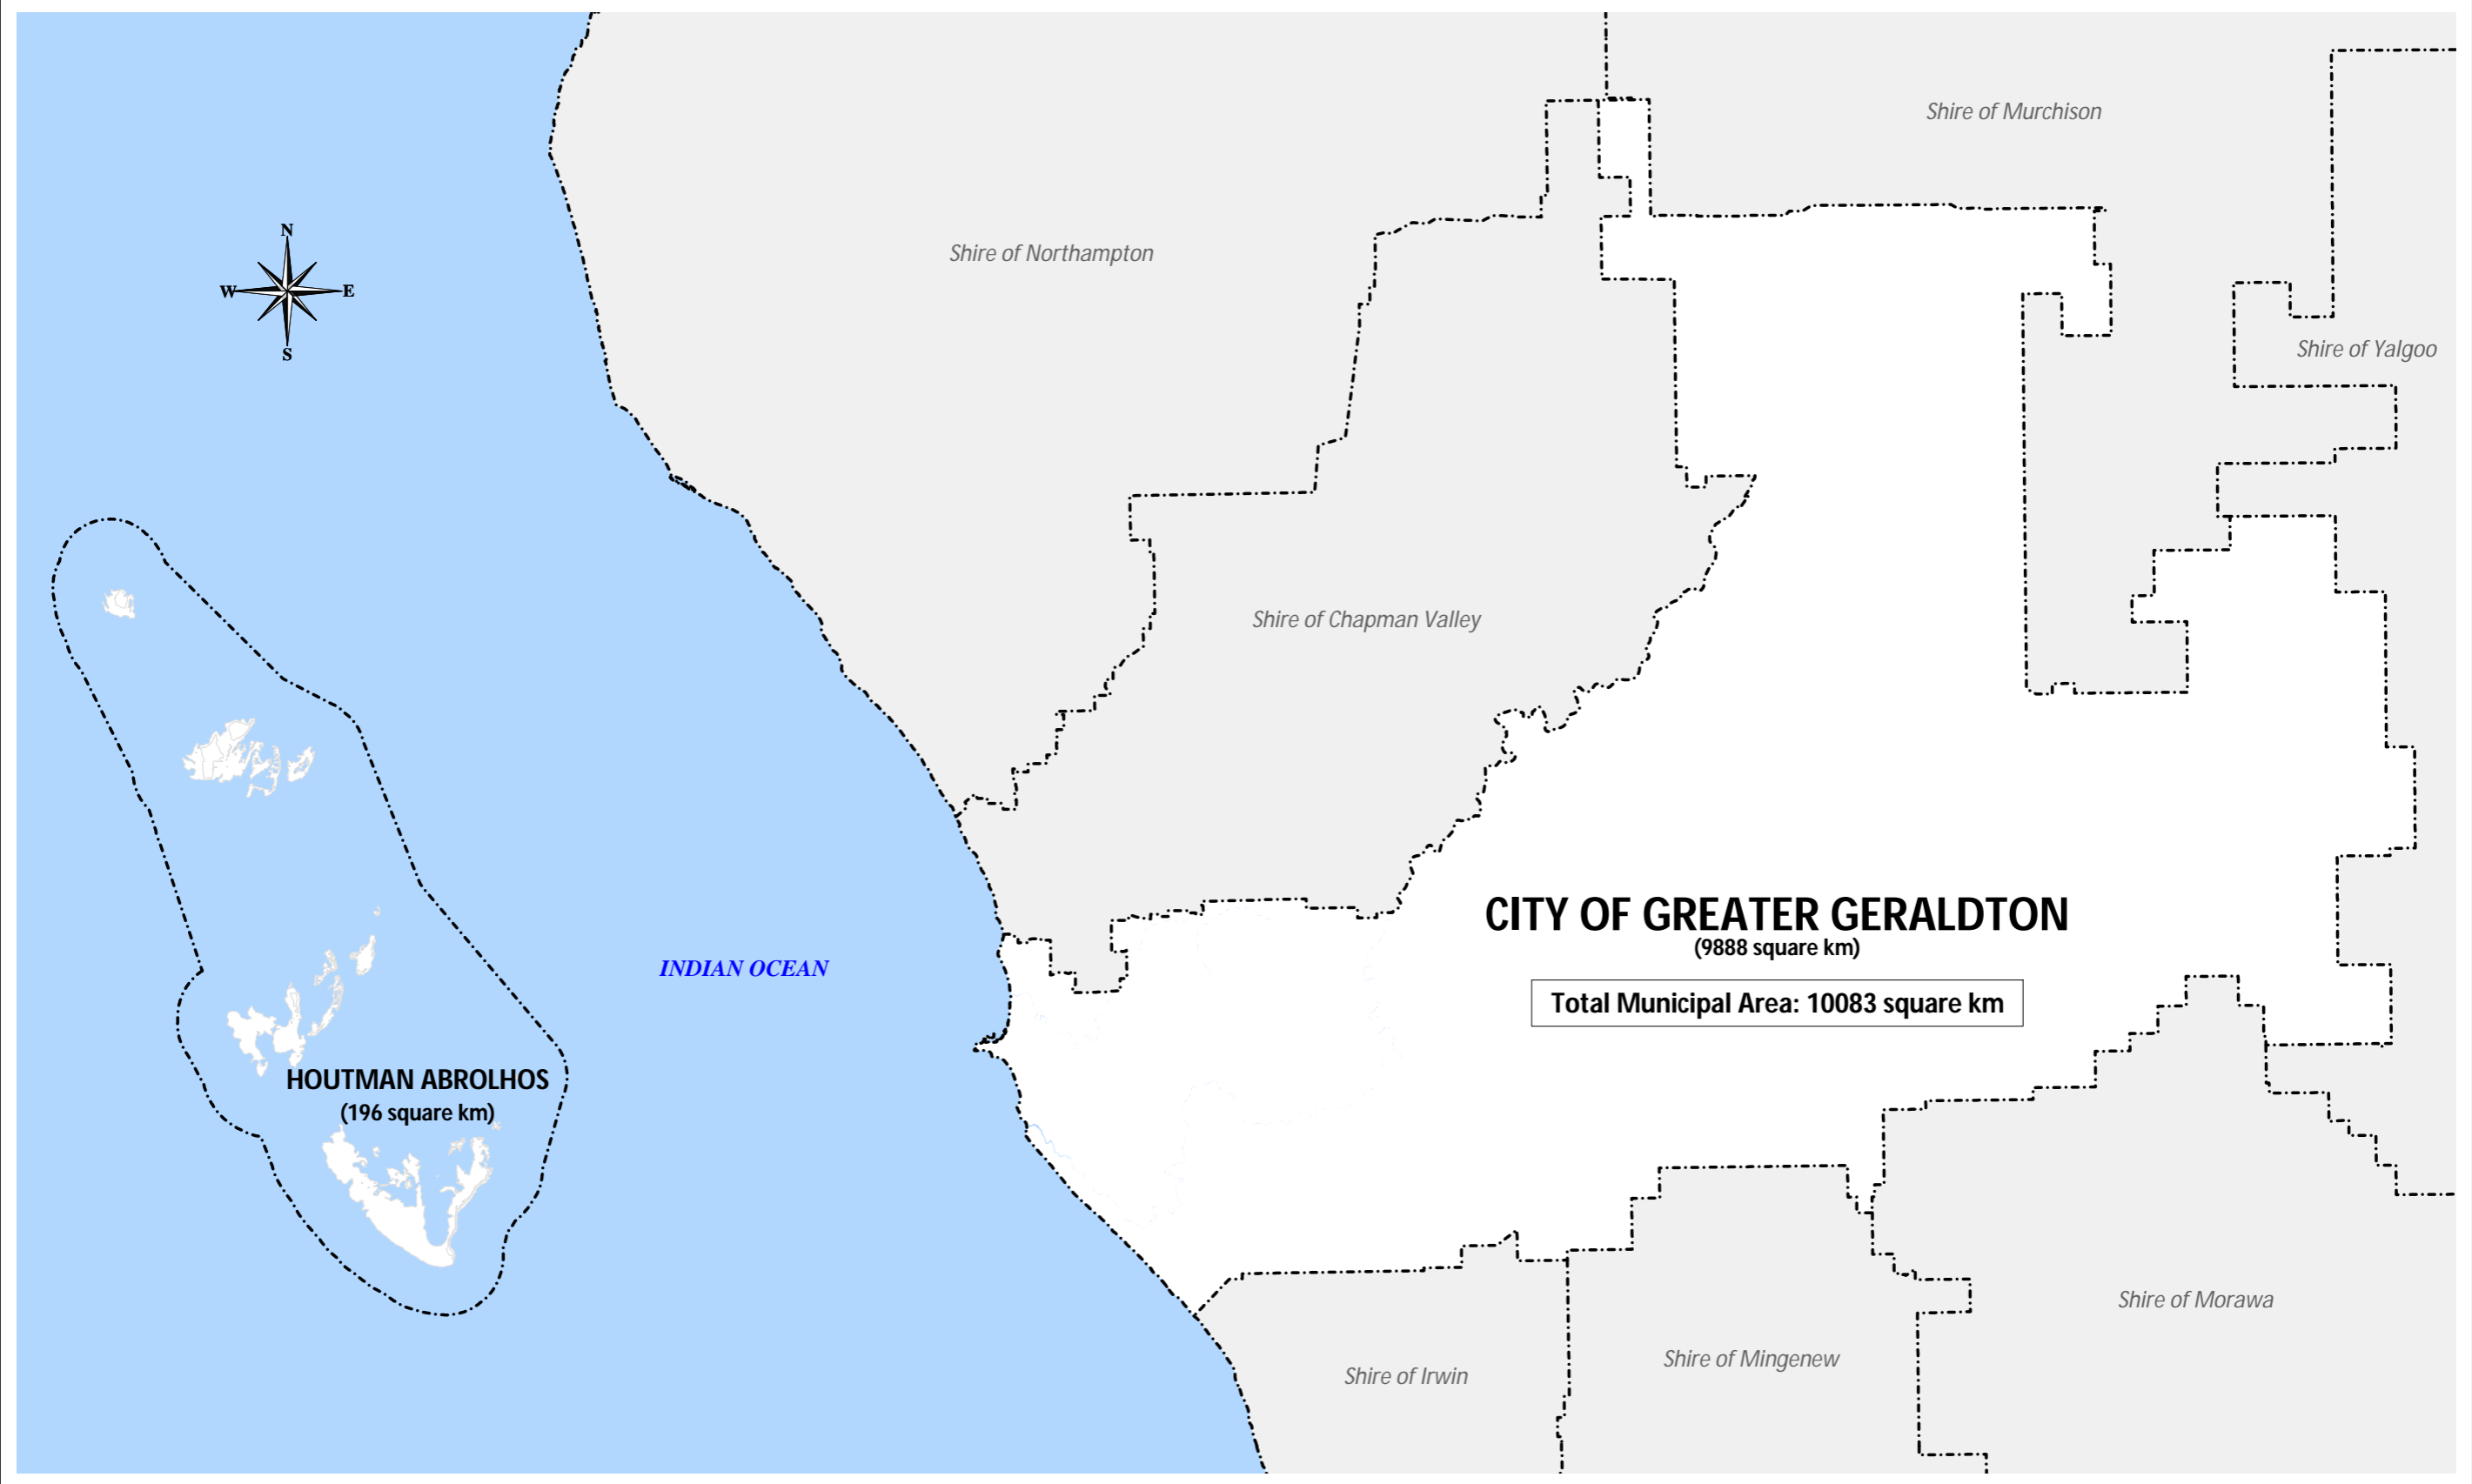 Shire of Murchison
N
Shire of Northampton
W
E
S
Shire of Yalgoo
Shire of Chapman Valley
CITY OF GREATER GERALDTON
(9888 square km)
INDIAN OCEAN
Total Municipal Area: 10083 square km
HOUTMAN ABROLHOS
(196 square km)
Shire of Morawa
Shire of Mingenew
Shire of Irwin